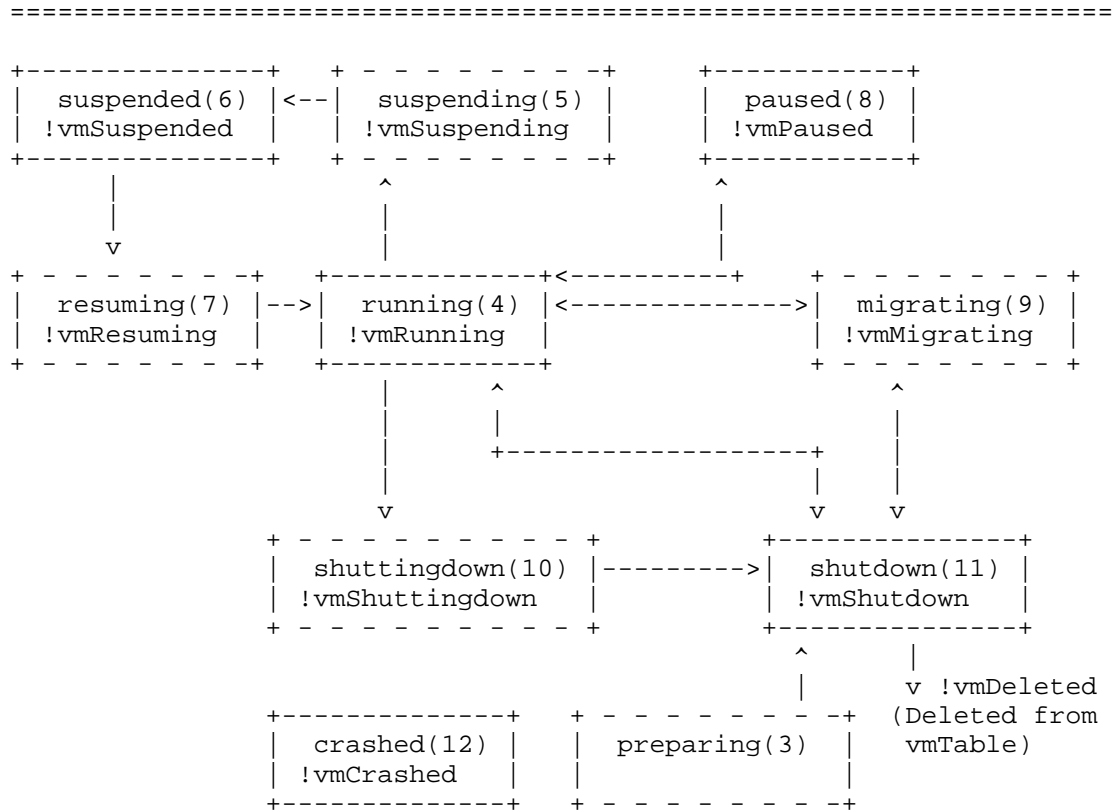 ====================================================================
+---------------+   + - - - - - - - -+     +------------+
|  suspended(6) |<--|  suspending(5) |     |  paused(8) |
| !vmSuspended  |   | !vmSuspending  |     | !vmPaused  |
+---------------+   + - - - - - - - -+     +------------+
      |                ^                    ^
      |                |                    |
      v                |                    |
+ - - - - - - -+   +-------------+<----------+    + - - - - - - - +
|  resuming(7) |-->|  running(4) |<-------------->|  migrating(9) |
| !vmResuming  |   | !vmRunning  |                | !vmMigrating  |
+ - - - - - - -+   +-------------+                + - - - - - - - +
                       |      ^                        ^
                       |      |                        |
                       |      +-------------------+    |
                       |                          |    |
                       v                          v    v
                + - - - - - - - - - - +          +---------------+
                |  shuttingdown(10) |--------->|  shutdown(11) |
                | !vmShuttingdown   |          | !vmShutdown   |
                + - - - - - - - - - - +          +---------------+
                                                 ^      |
                                                 |      v !vmDeleted
                +--------------+   + - - - - - - - -+  (Deleted from
                |  crashed(12) |   |  preparing(3)  |   vmTable)
                | !vmCrashed   |   |                |
                +--------------+   + - - - - - - - -+